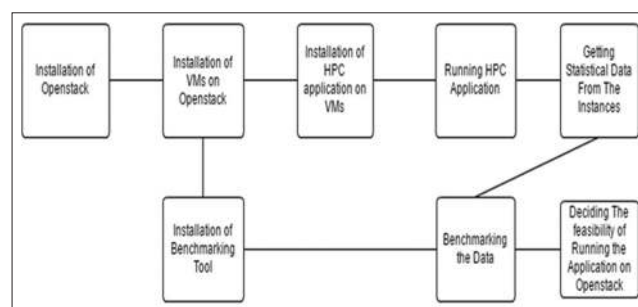 Installation of
Openstack
Installation of
VMs on
Openstack
Installation of
HPC
application on
VMs
Running HPC
Application
Getting
Statistical Data
From The
Instances
Installation of
Benchmarking
Tool
Benchmarking
the Data
Deciding The
feasibility of
Running the
Application on
Openstack